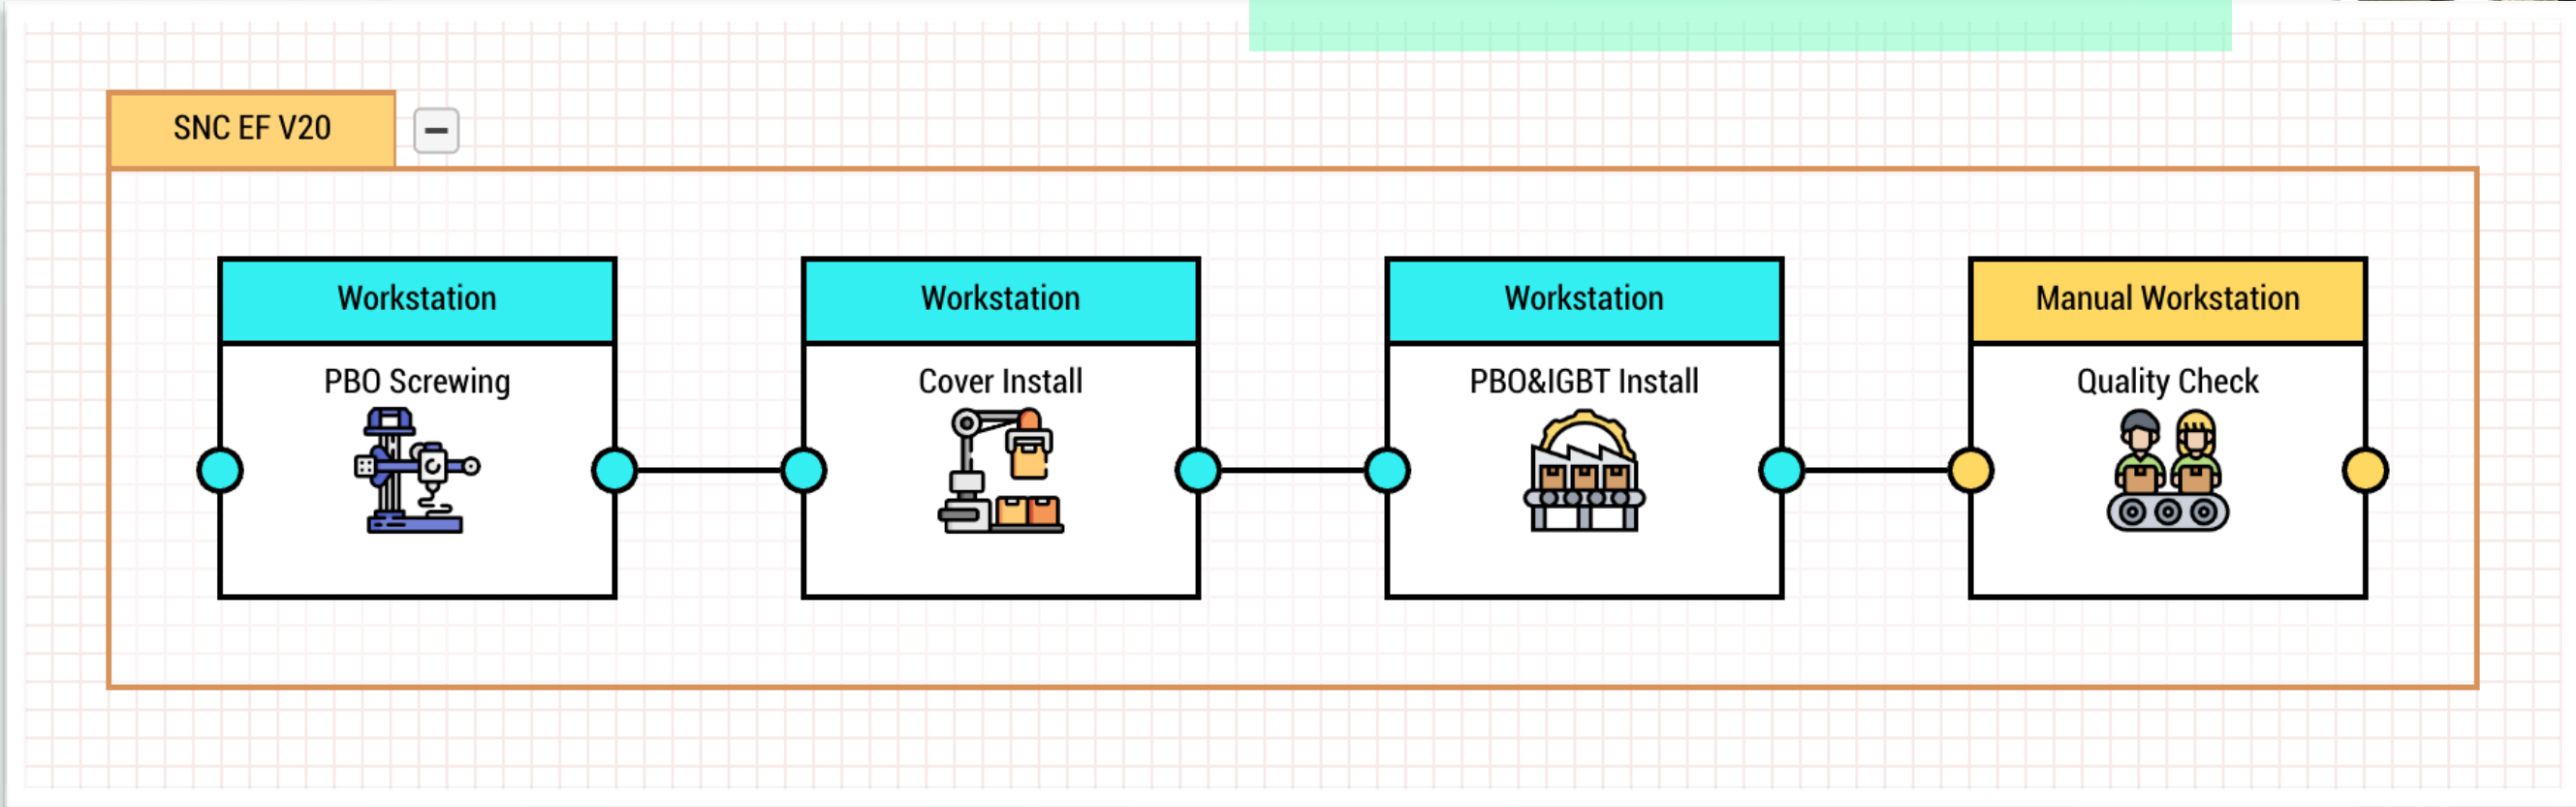 SNC EF V20
Workstation
PBO Screwing
Workstation
Cover Install
Workstation
PBO&IGBT Install
Manual Workstation
Quality Check